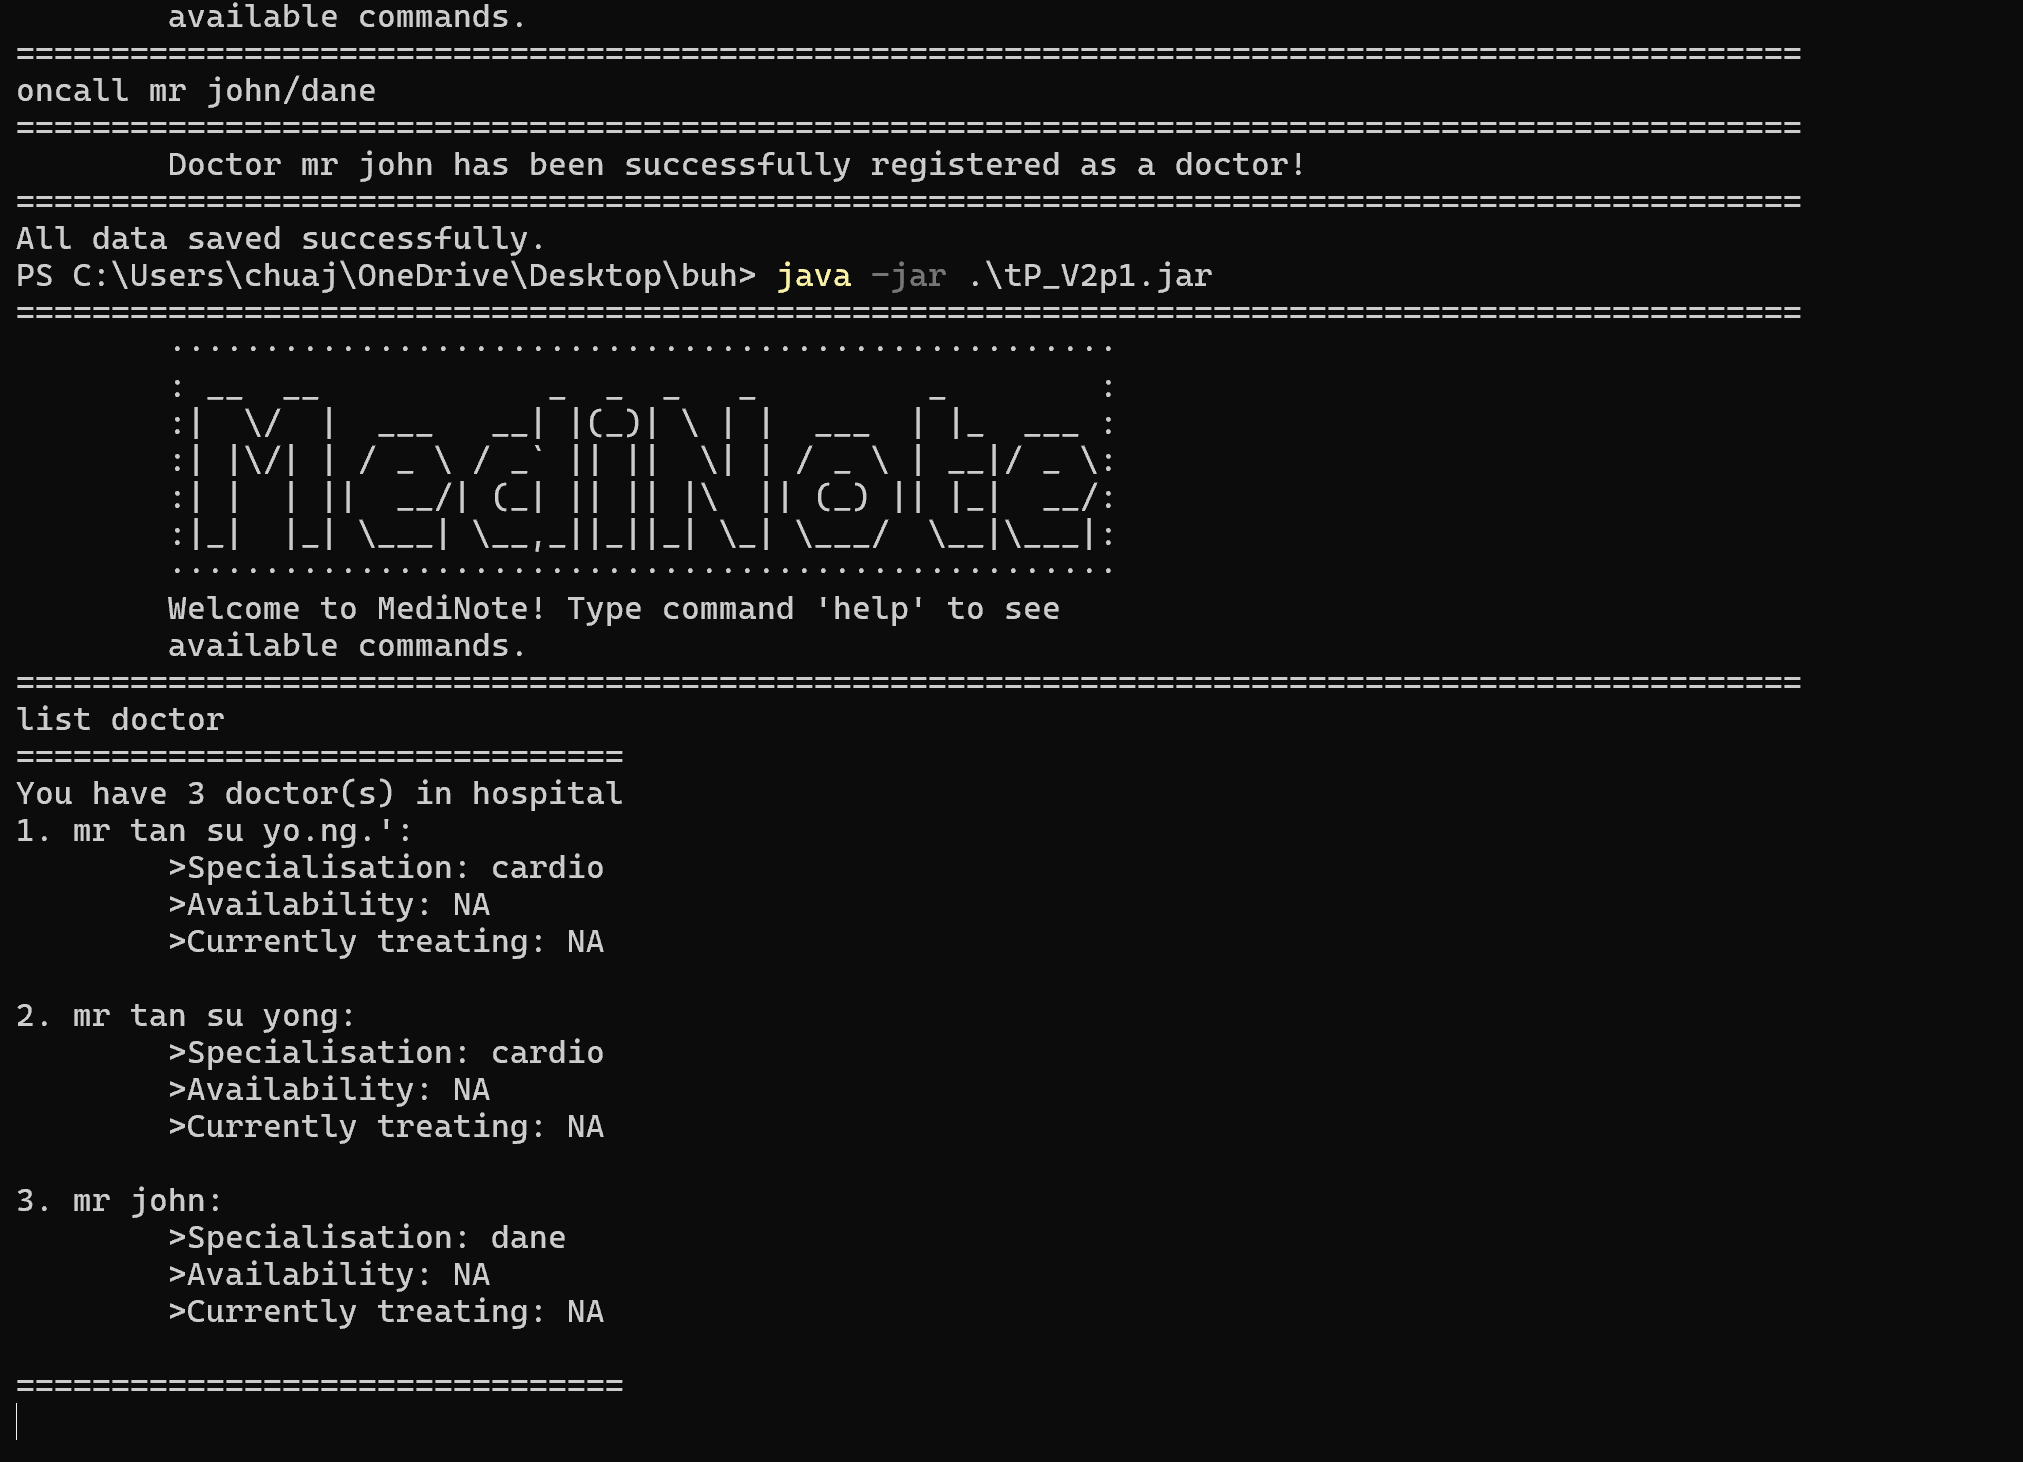 available commands.
==============================================================================================
oncall mr john/dane
==============================================================================================
        Doctor mr john has been successfully registered as a doctor!
==============================================================================================
All data saved successfully.
PS C:\Users\chuaj\OneDrive\Desktop\buh> java -jar .\tP_V2p1.jar
==============================================================================================
        ..................................................
        : __  __            _  _  _   _         _        :
        :|  \/  |  ___   __| |(_)| \ | |  ___  | |_  ___ :
        :| |\/| | / _ \ / _` || ||  \| | / _ \ | __|/ _ \:
        :| |  | ||  __/| (_| || || |\  || (_) || |_|  __/:
        :|_|  |_| \___| \__,_||_||_| \_| \___/  \__|\___|:
        ..................................................
        Welcome to MediNote! Type command 'help' to see
        available commands.
==============================================================================================
list doctor
================================
You have 3 doctor(s) in hospital
1. mr tan su yo.ng.':
        >Specialisation: cardio
        >Availability: NA
        >Currently treating: NA

2. mr tan su yong:
        >Specialisation: cardio
        >Availability: NA
        >Currently treating: NA

3. mr john:
        >Specialisation: dane
        >Availability: NA
        >Currently treating: NA

================================